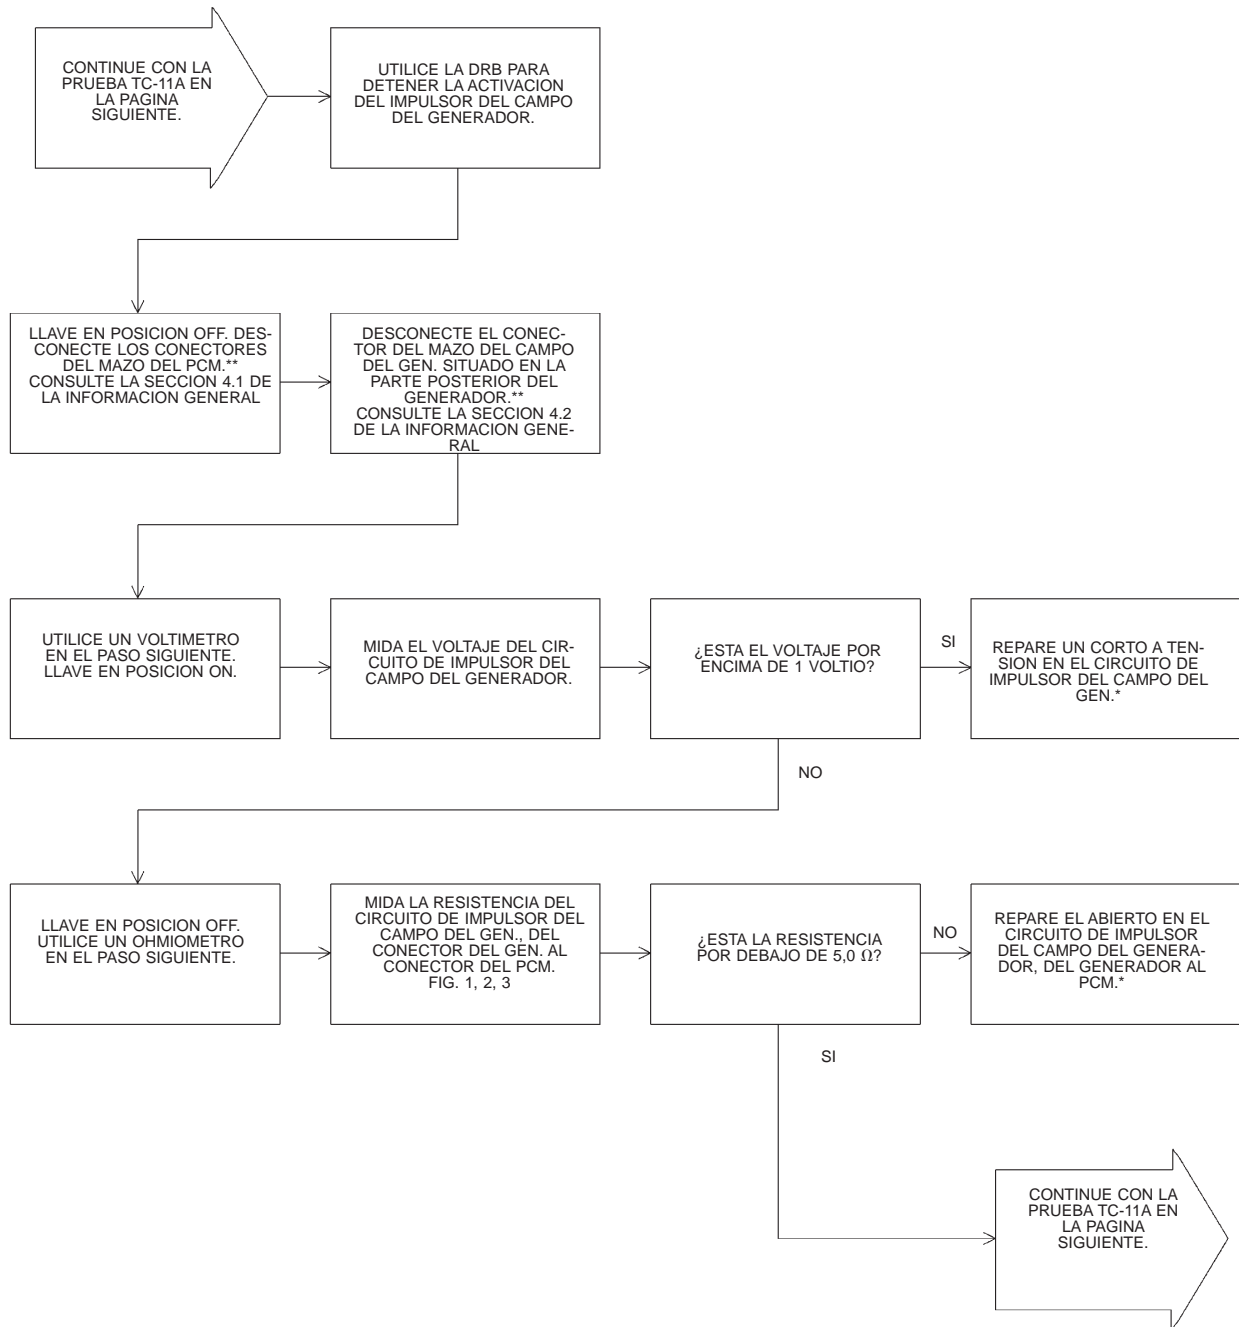 CONTINUE CON LA
PRUEBA TC-11A EN
LA PAGINA
SIGUIENTE.
UTILICE LA DRB PARA
DETENER LA ACTIVACION
DEL IMPULSOR DEL CAMPO
DEL GENERADOR.
LLAVE EN POSICION OFF. DES-
CONECTE LOS CONECTORES
DEL MAZO DEL PCM.**
CONSULTE LA SECCION 4.1 DE
LA INFORMACION GENERAL
DESCONECTE EL CONEC-
TOR DEL MAZO DEL CAMPO
DEL GEN. SITUADO EN LA
PARTE POSTERIOR DEL
GENERADOR.**
CONSULTE LA SECCION 4.2
DE LA INFORMACION GENE-
RAL
UTILICE UN VOLTIMETRO
EN EL PASO SIGUIENTE.
LLAVE EN POSICION ON.
MIDA EL VOLTAJE DEL CIR-
CUITO DE IMPULSOR DEL
CAMPO DEL GENERADOR.
¿ESTA EL VOLTAJE POR
ENCIMA DE 1 VOLTIO?
SI
REPARE UN CORTO A TEN-
SION EN EL CIRCUITO DE
IMPULSOR DEL CAMPO DEL
GEN.*
NO
LLAVE EN POSICION OFF.
UTILICE UN OHMIOMETRO
EN EL PASO SIGUIENTE.
MIDA LA RESISTENCIA DEL
CIRCUITO DE IMPULSOR DEL
CAMPO DEL GEN., DEL
CONECTOR DEL GEN. AL
CONECTOR DEL PCM.
FIG. 1, 2, 3
¿ESTA LA RESISTENCIA
POR DEBAJO DE 5,0 Ω?
NO
REPARE EL ABIERTO EN EL
CIRCUITO DE IMPULSOR
DEL CAMPO DEL GENERA-
DOR, DEL GENERADOR AL
PCM.*
SI
CONTINUE CON LA
PRUEBA TC-11A EN
LA PAGINA
SIGUIENTE.